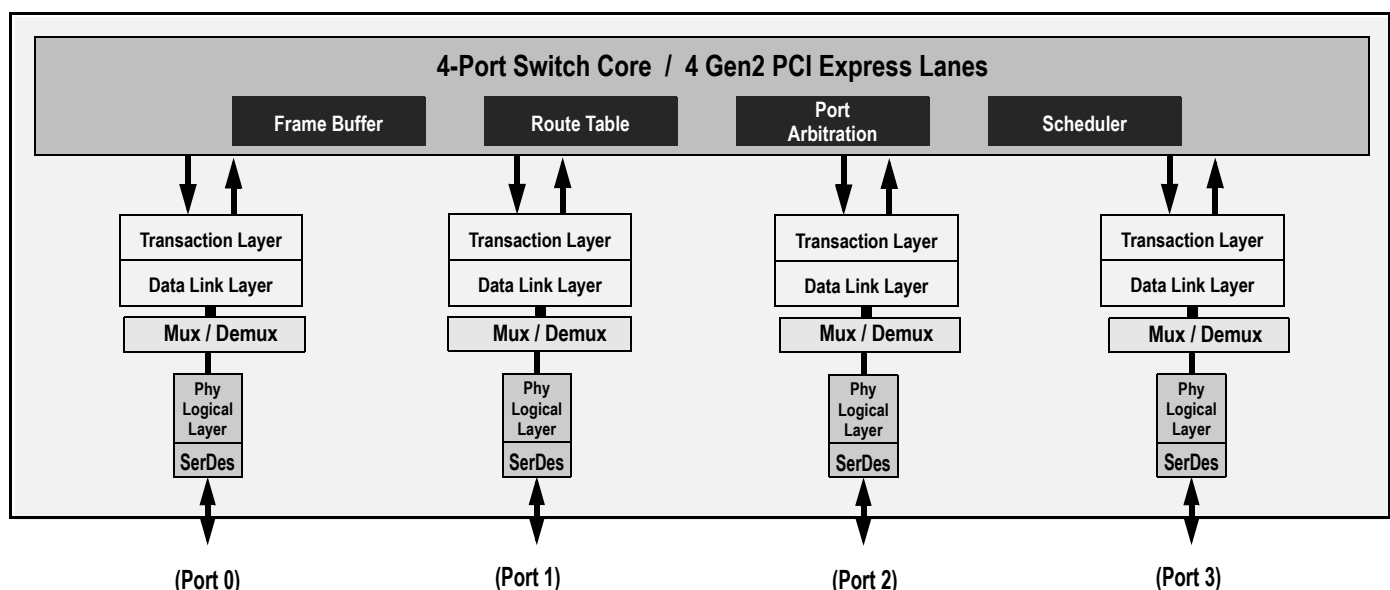 4-Port Switch Core / 4 Gen2 PCI Express Lanes
Frame Buffer
Route Table
Port
Arbitration
Scheduler
Transaction Layer
Data Link Layer
Mux / Demux
Phy
Logical
Layer
SerDes
(Port 0)
Transaction Layer
Data Link Layer
Mux / Demux
Phy
Logical
Layer
SerDes
(Port 1)
Transaction Layer
Data Link Layer
Mux / Demux
Phy
Logical
Layer
SerDes
(Port 2)
Transaction Layer
Data Link Layer
Mux / Demux
Phy
Logical
Layer
SerDes
(Port 3)